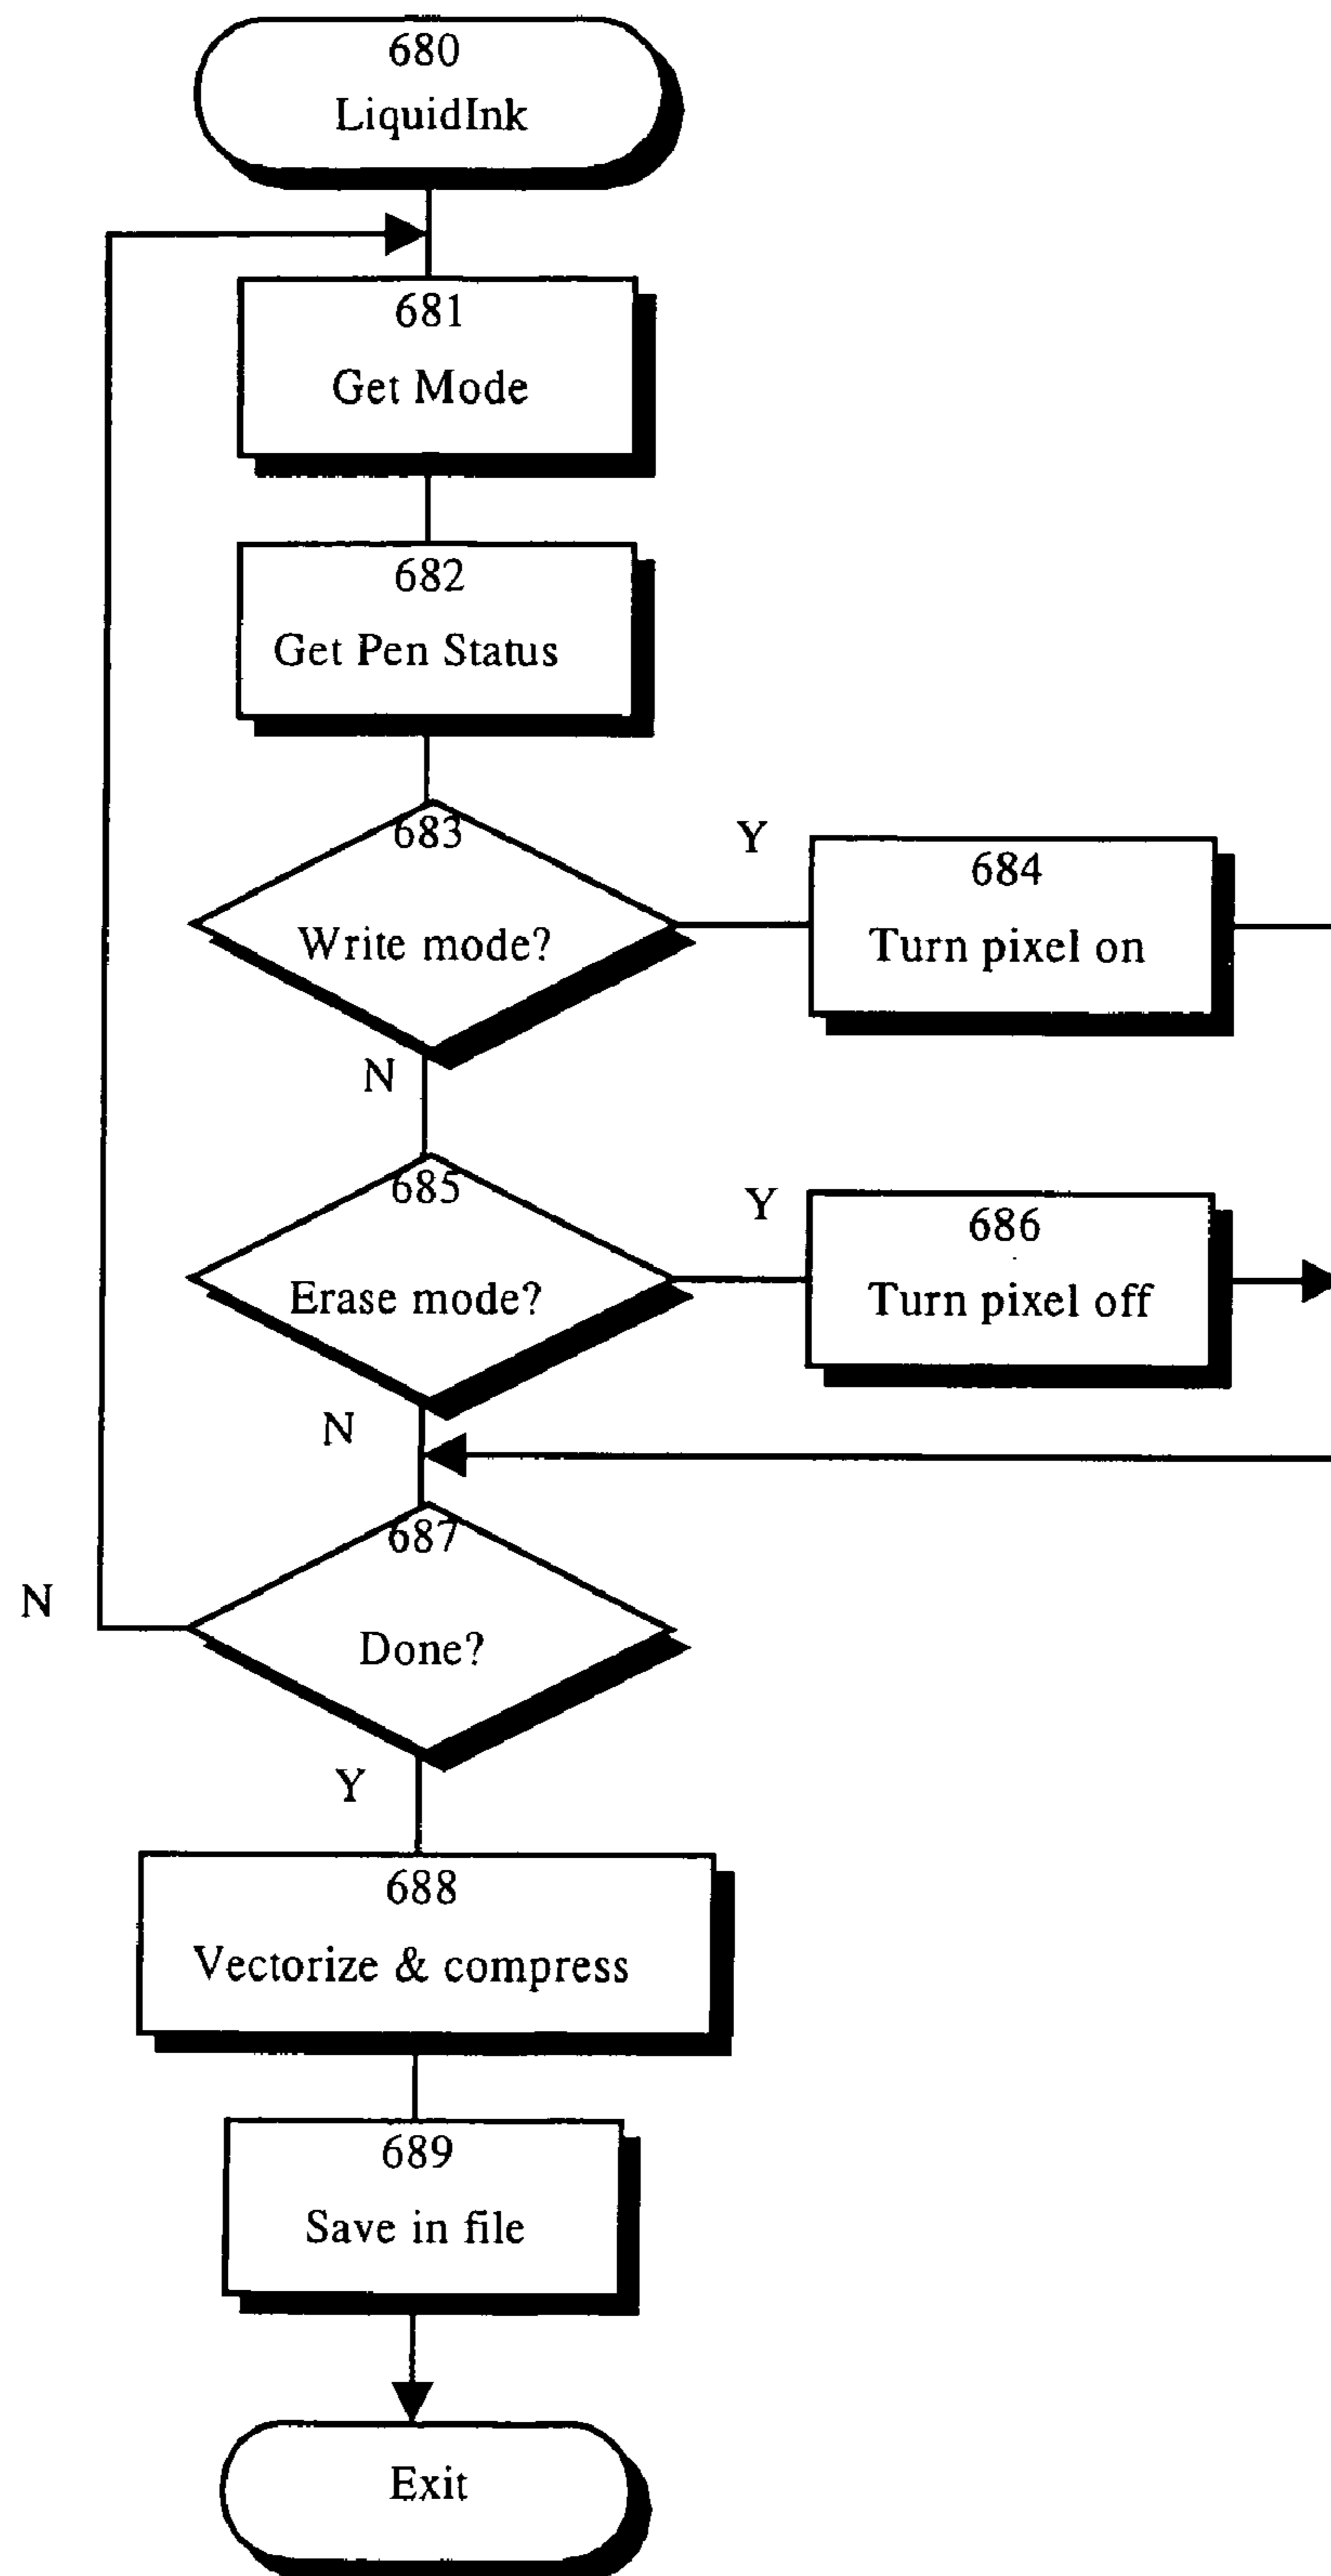 680
LiquidInk
681
Get Mode
682
Get Pen Status
683
Write mode?
Y
684
Turn pixel on
N
685
Erase mode?
Y
686
Turn pixel off
N
687
Done?
N
Y
688
Vectorize & compress
689
Save in file
Exit